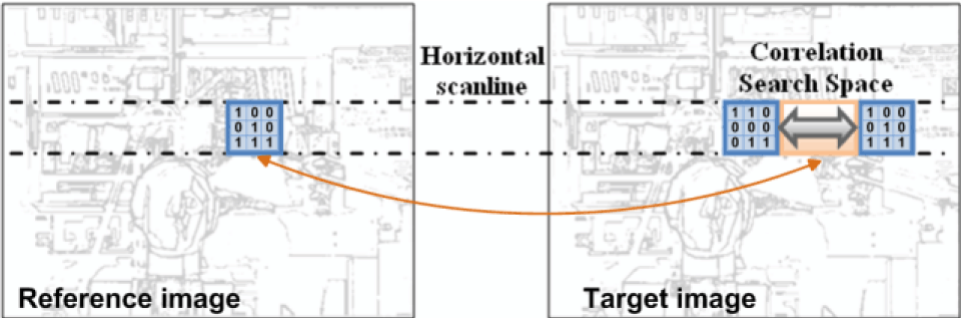 Horizontal
scanline
Correlation
Search Space
1 0 0
0 1 0
1 1 1
1 1 0
0 0 0
0 1 1
1 0 0
0 1 0
1 1 1
Reference image
Target image